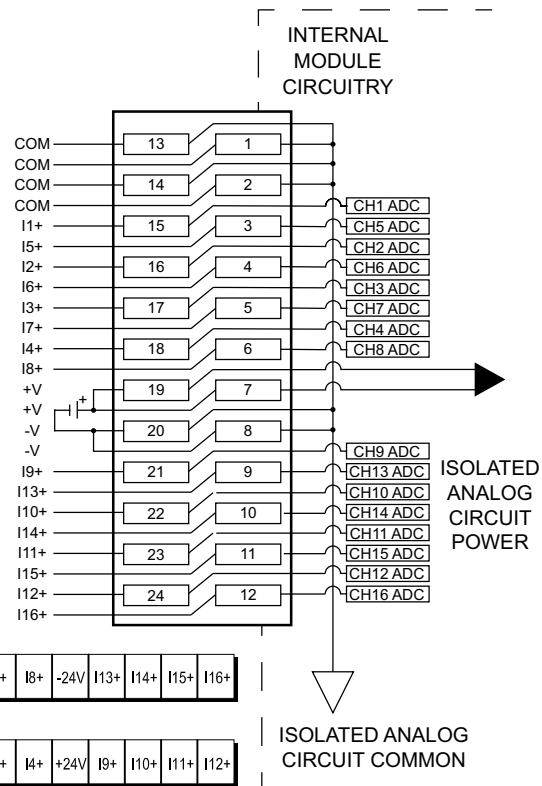 INTERNAL
MODULE
CIRCUITRY
COM 13 1
COM
COM 14 2
COM CH1 ADC
I1+ 15 3 CH5 ADC
I5+ CH2 ADC
I2+ 16 4 CH6 ADC
I6+ CH3 ADC
I3+ 17 5 CH7 ADC
I7+ CH4 ADC
I4+ 18 6 CH8 ADC
I8+
+V 19 7
+V +
-V 20 8
-V CH9 ADC
I9+ 21 9 CH13 ADC
I13+ CH10 ADC
I10+ 22 10 CH14 ADC
I14+ CH11 ADC
I11+ 23 11 CH15 ADC
I15+ CH12 ADC
I12+ 24 12 CH16 ADC
I16+
ISOLATED
ANALOG
CIRCUIT
POWER
+ I8+ -24V I13+ I14+ I15+ I16+
+ I4+ +24V I9+ I10+ I11+ I12+
ISOLATED ANALOG
CIRCUIT COMMON